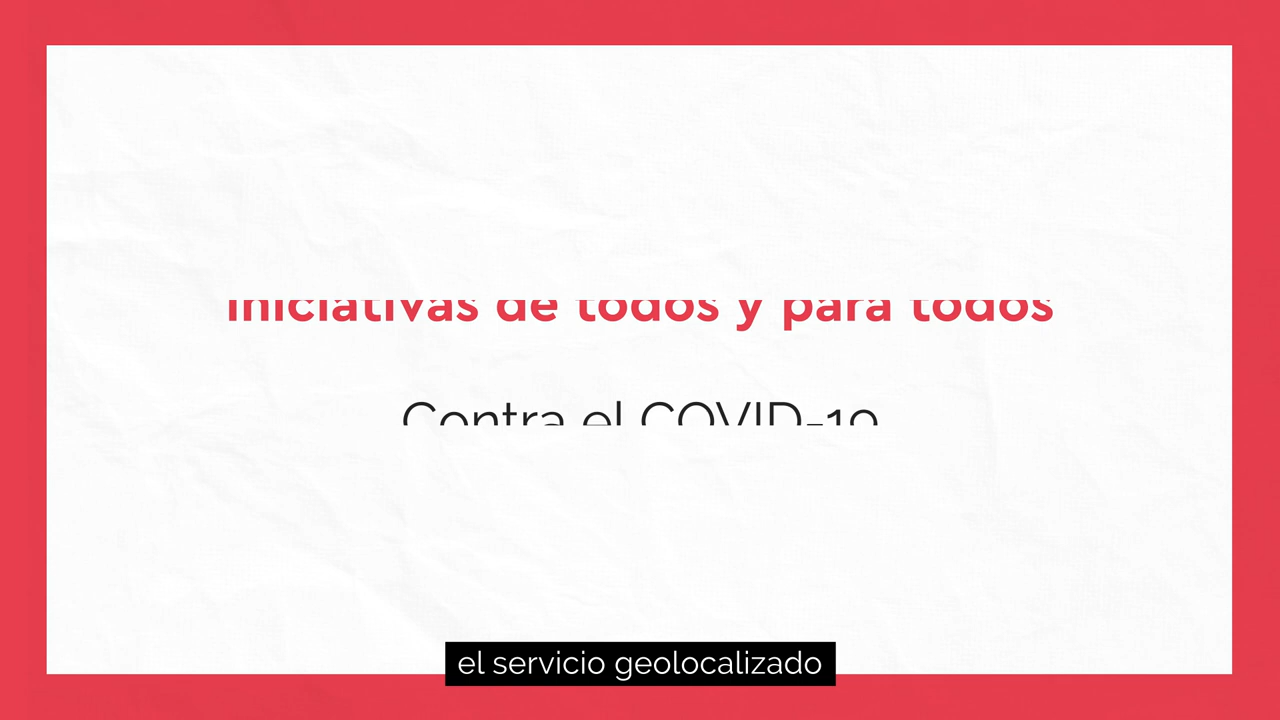 Iniciativas de todos y para todos
Contra el COVID-19
el servicio geolocalizado